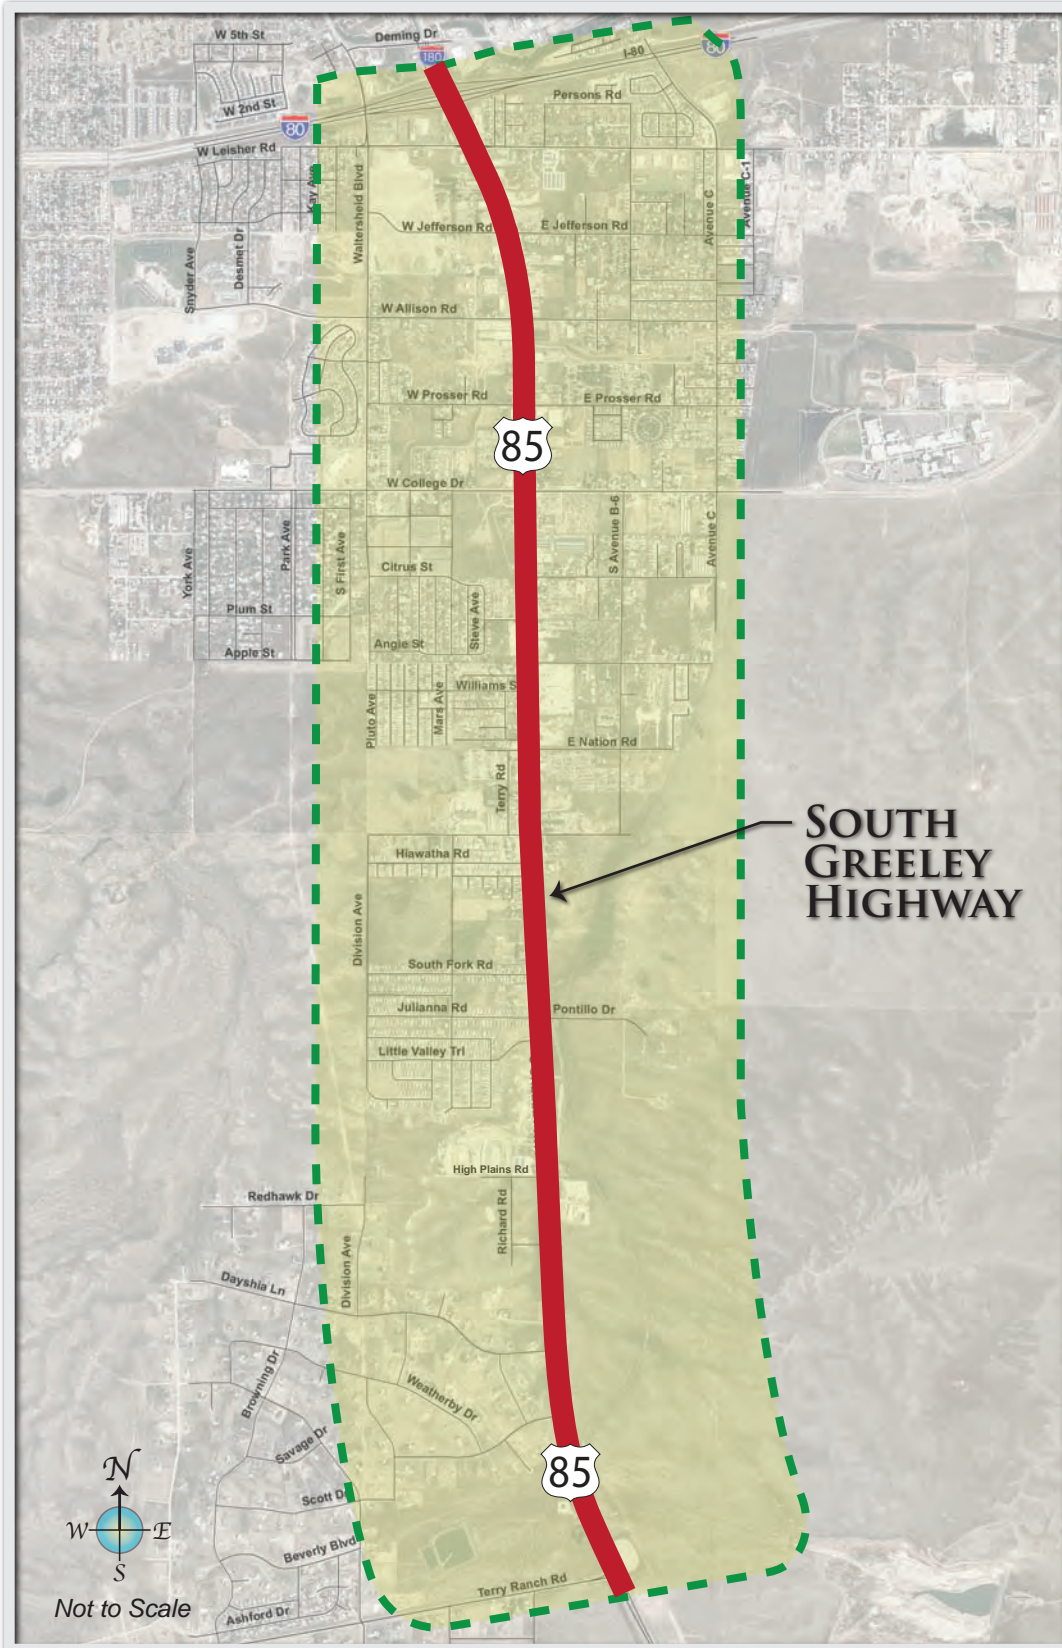 W 5th St
Deming Dr
180
I-80
80
W 2nd St
Persons Rd
80
W Leisher Rd
Kay Ave
Waltersheld Blvd
Avenue C
Avenue C-1
W Jefferson Rd
E Jefferson Rd
Snyder Ave
Desmet Dr
W Allison Rd
W Prosser Rd
E Prosser Rd
85
W College Dr
York Ave
Park Ave
S First Ave
S Avenue B-6
Avenue C
Citrus St
Plum St
Steve Ave
Angie St
Apple St
Williams S
Pluto Ave
Mars Ave
E Nation Rd
Terry Rd
SOUTH
GREELEY
HIGHWAY
Hiawatha Rd
Division Ave
South Fork Rd
Julianna Rd
Pontillo Dr
Little Valley Trl
High Plains Rd
Redhawk Dr
Richard Rd
Division Ave
Dayshia Ln
Browning Dr
Weatherby Dr
Savage Dr
85
N
Scott Dr
W E
Beverly Blvd
S
Terry Ranch Rd
Not to Scale
Ashford Dr